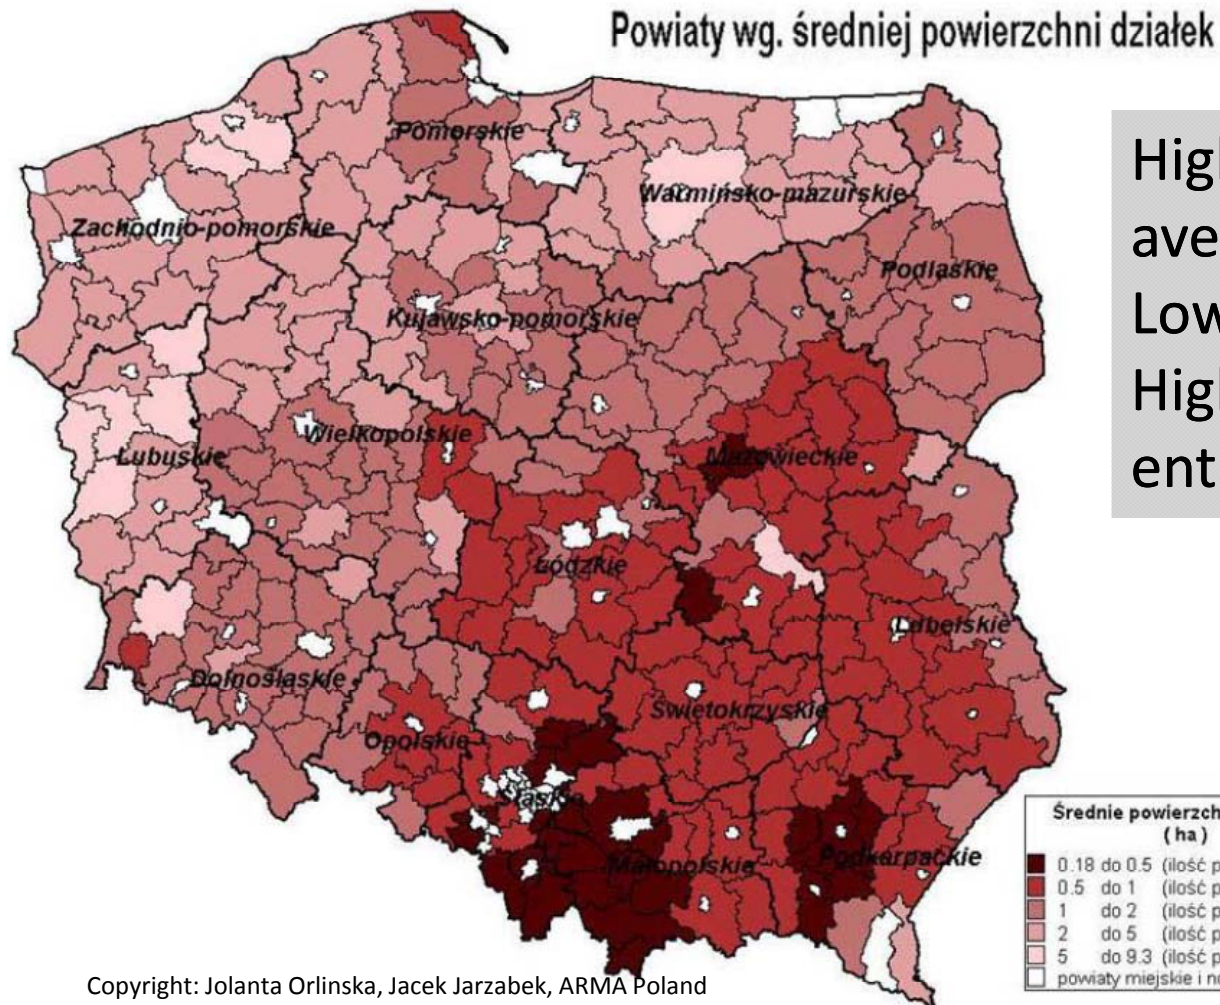 Powiaty wg. średniej powierzchni działek
Pomorskie
Warmińsko-mazurskie
Zachodnio-pomorskie
Podlaskie
Kujawsko-pomorskie
Wielkopolskie
Lubuskie
Mazowieckie
Łódzkie
Lubelskie
Dolnośląskie
Świętokrzyskie
Opolskie
Śląskie
Małopolskie
Podkarpackie
Low
Średnie powierzch
( ha )
0.18 do 0.5 (ilość p
0.5 do 1 (ilość p
1 do 2 (ilość p
2 do 5 (ilość p
5 do 9.3 (ilość p
powiaty miejskie i n
Copyright: Jolanta Orlinska, Jacek Jarzabek, ARMA Poland